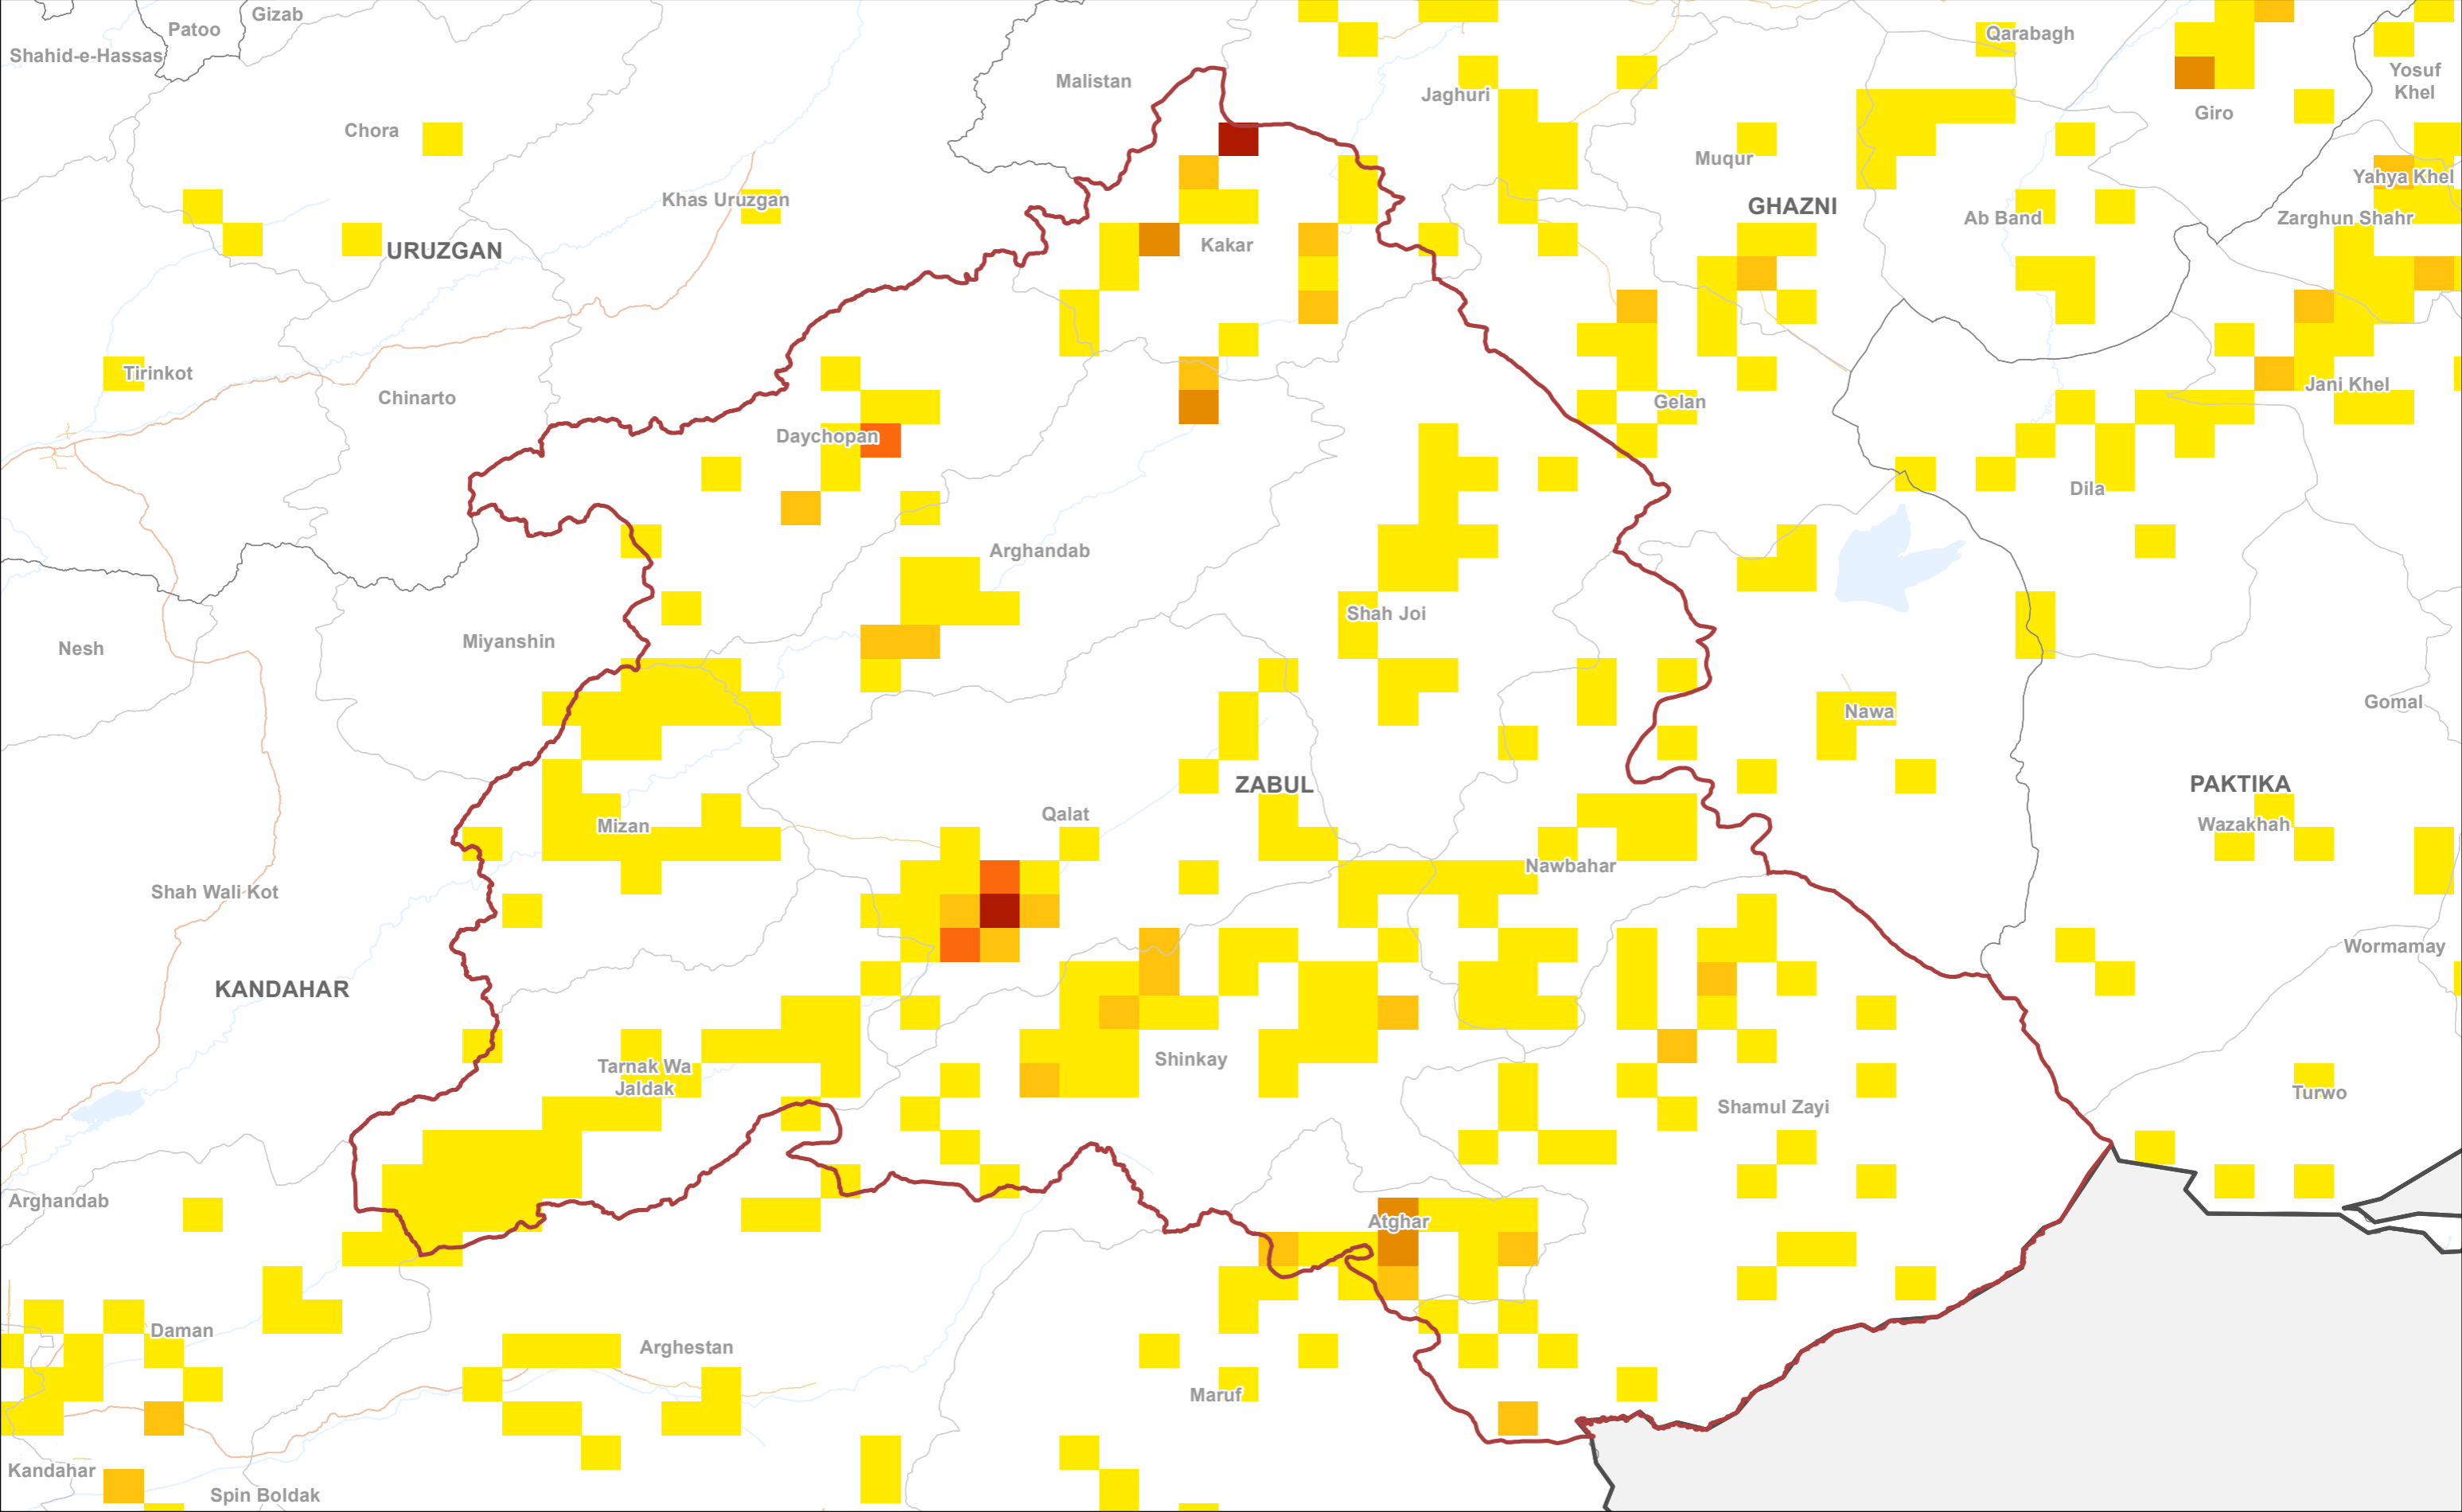 Gizab
Patoo
Shahid-e-Hassas
Qarabagh
Yosuf
Khel
Malistan
Jaghuri
Giro
Chora
Muqur
Yahya Khel
Khas Uruzgan
GHAZNI
Ab Band
Zarghun Shahr
URUZGAN
Kakar
Tirinkot
Jani Khel
Chinarto
Gelan
Daychopan
Dila
Arghandab
Shah Joi
Nesh
Miyanshin
Gomal
Nawa
ZABUL
PAKTIKA
Qalat
Mizan
Wazakhah
Nawbahar
Shah Wali Kot
Wormamay
KANDAHAR
Shinkay
Tarnak Wa
Jaldak
Turwo
Shamul Zayi
Arghandab
Atghar
Daman
Arghestan
Maruf
Kandahar
Spin Boldak